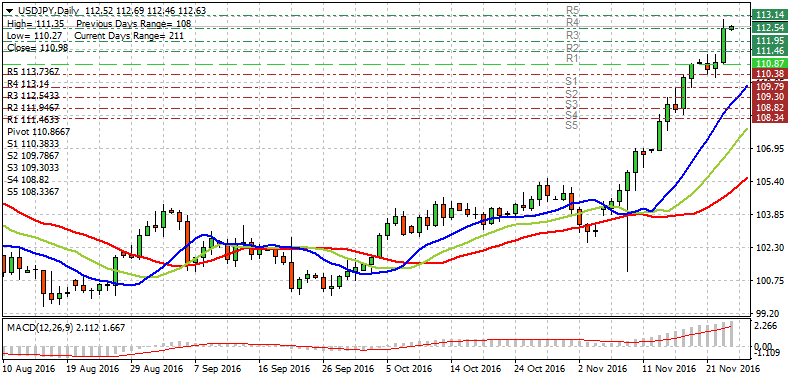 USDJPY,Daily 112.52 112.69 112.46 112.63
High= 111.35 Previous Days Range= 108
Low= 110.27 Current Days Range= 211
Close= 110.98
R5 113.7367
R4 113.14
R3 112.5433
R2 111.9467
R1 111.4633
Pivot 110.8667
S1 110.3833
S2 109.7867
S3 109.3033
S4 108.82
S5 108.3367
R5
R4
R3
R2
R1
S1
S2
S3
S4
S5
113.14
112.54
111.95
111.46
110.87
110.38
109.79
109.30
108.82
108.34
106.95
105.40
103.85
102.30
100.75
99.20
MACD(12,26,9) 2.112 1.667
2.266
0.00
-1.109
10 Aug 2016
19 Aug 2016
29 Aug 2016
7 Sep 2016
16 Sep 2016
26 Sep 2016
5 Oct 2016
14 Oct 2016
24 Oct 2016
2 Nov 2016
11 Nov 2016
21 Nov 2016